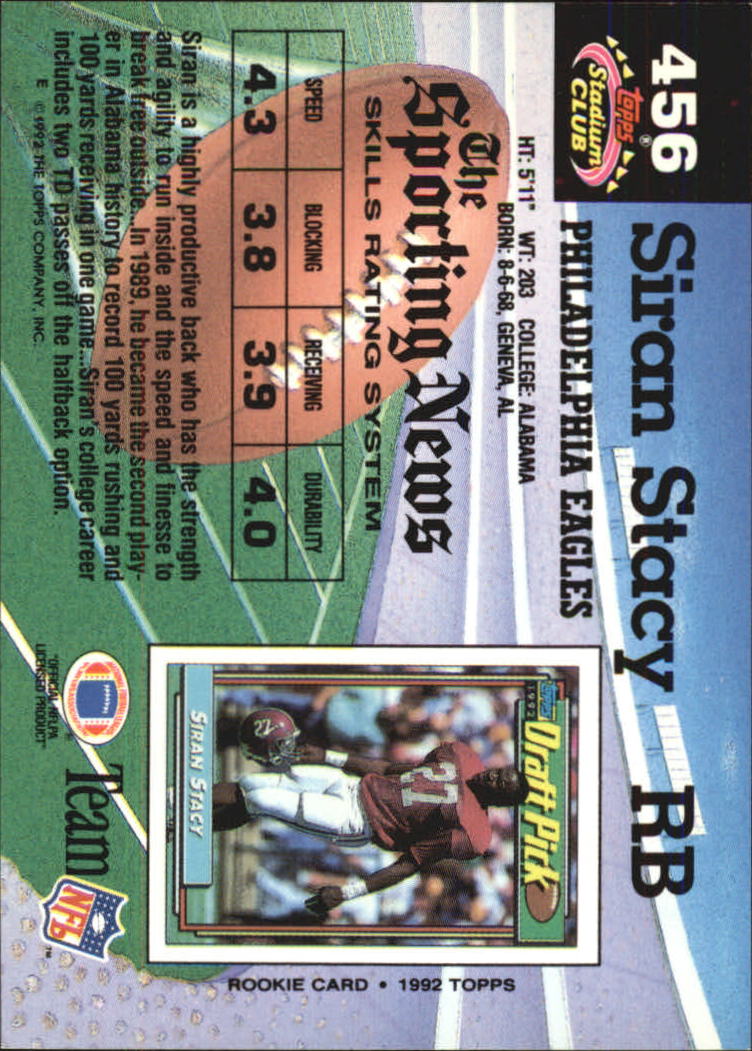 456
Topps®
Stadium
CLUB
Siran Stacy RB
PHILADELPHIA EAGLES
HT: 5'11" WT: 203 COLLEGE: ALABAMA
BORN: 8-6-68, GENEVA, AL
The
Sporting News
SKILLS RATING SYSTEM
SPEED BLOCKING RECEIVING DURABILITY
4.3 3.8 3.9 4.0
Siran is a highly productive back who has the strength
and agility to run inside and the speed and finesse to
break free outside...In 1989, he became the second play-
er in Alabama history to record 100 yards rushing and
100 yards receiving in one game...Siran's college career
includes two TD passes off the halfback option.
E © 1992 THE TOPPS COMPANY, INC.
Topps
1992
Draft Pick
27
27
SIRAN STACY
ROOKIE CARD • 1992 TOPPS
®
"OFFICIAL NFLPA
LICENSED PRODUCT"
Team
NFL
™